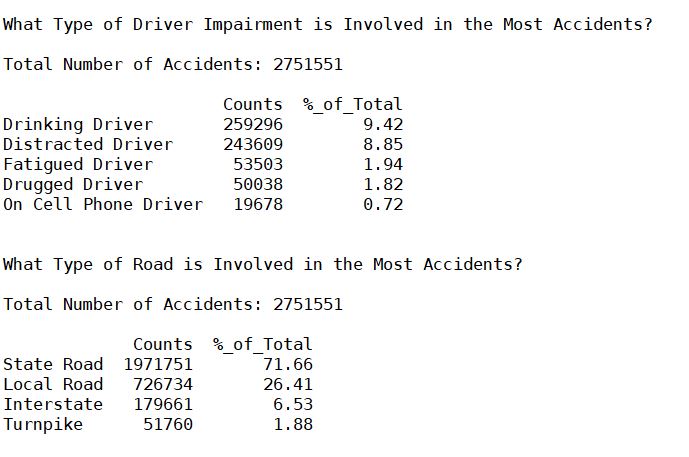 What Type of Driver Impairment is Involved in the Most Accidents?
Total Number of Accidents: 2751551
Counts %_of_Total
Drinking Driver 259296 9.42
Distracted Driver 243609 8.85
Fatigued Driver 53503 1.94
Drugged Driver 50038 1.82
On Cell Phone Driver 19678 0.72
What Type of Road is Involved in the Most Accidents?
Total Number of Accidents: 2751551
Counts %_of_Total
State Road 1971751 71.66
Local Road 726734 26.41
Interstate 179661 6.53
Turnpike 51760 1.88